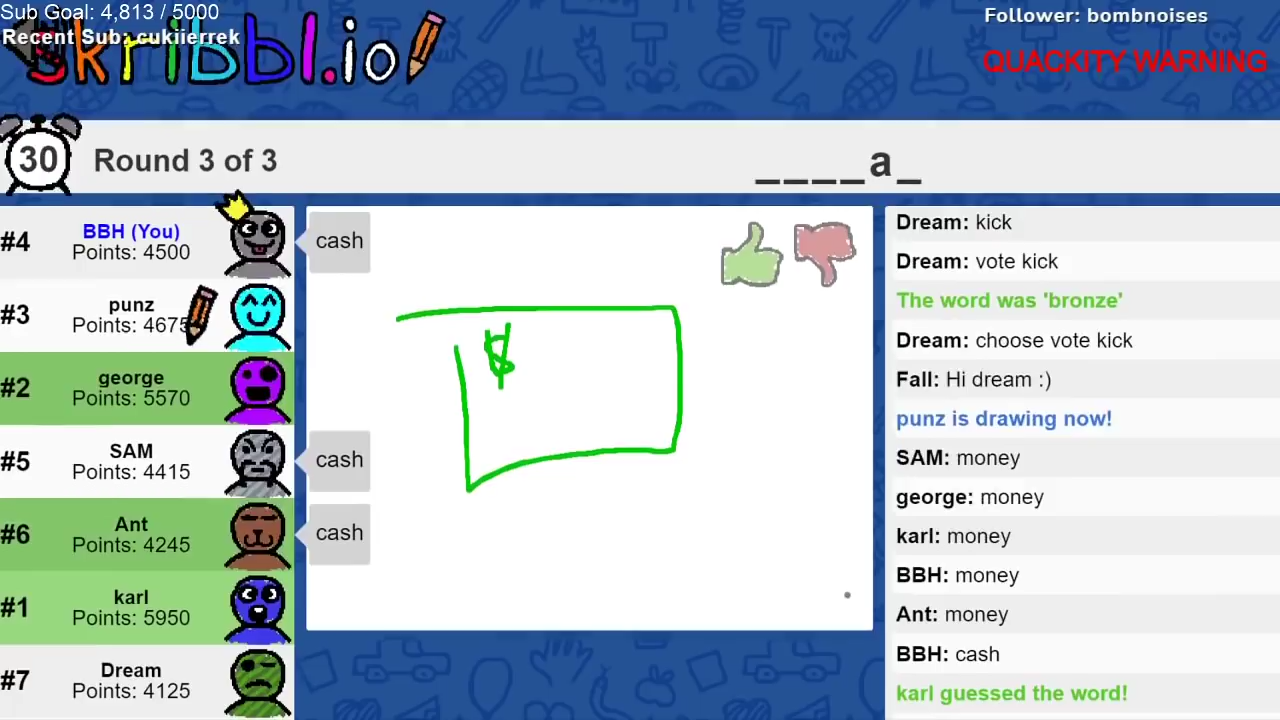 Sub Goal: 4,813 / 5000
Recent Sub: cukiierrek
skribbl.io
Follower: bombnoises
QUACKITY WARNING
30
Round 3 of 3
____a_
#4
BBH (You)
Points: 4500
cash
#3
punz
Points: 4675
#2
george
Points: 5570
#5
SAM
Points: 4415
cash
#6
Ant
Points: 4245
cash
#1
karl
Points: 5950
#7
Dream
Points: 4125
$
Dream: kick
Dream: vote kick
The word was 'bronze'
Dream: choose vote kick
Fall: Hi dream :)
punz is drawing now!
SAM: money
george: money
karl: money
BBH: money
Ant: money
BBH: cash
karl guessed the word!